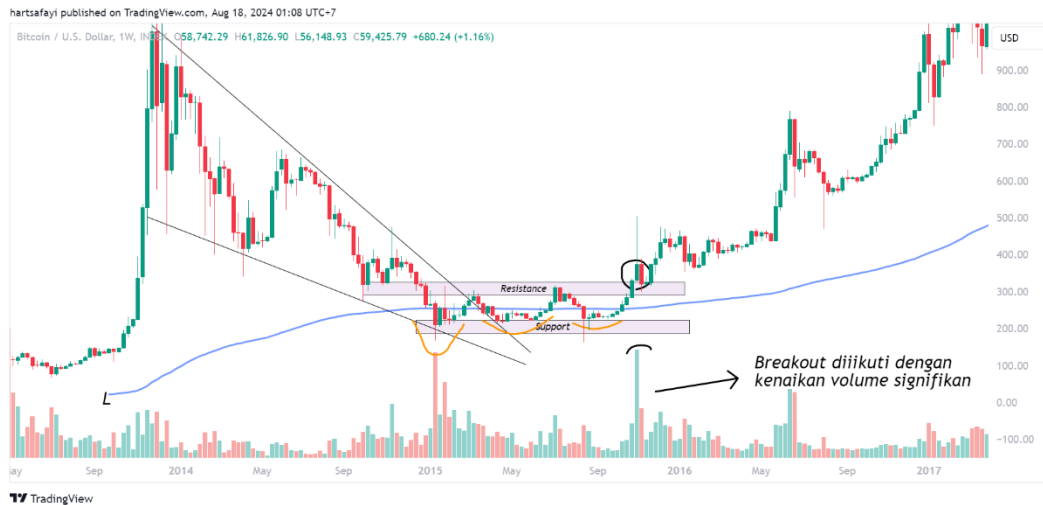 hartsafayi published on TradingView.com, Aug 18, 2024 01:08 UTC+7
Bitcoin / U.S. Dollar, 1W, INDEX O58,742.29 H61,826.90 L56,148.93 C59,425.79 +680.24 (+1.16%)
USD
900.00
800.00
700.00
600.00
500.00
400.00
300.00
200.00
100.00
0.00
−100.00
Resistance
Support
L
Breakout diiikuti dengan
kenaikan volume signifikan
ay Sep 2014 May Sep 2015 May Sep 2016 May Sep 2017
TradingView